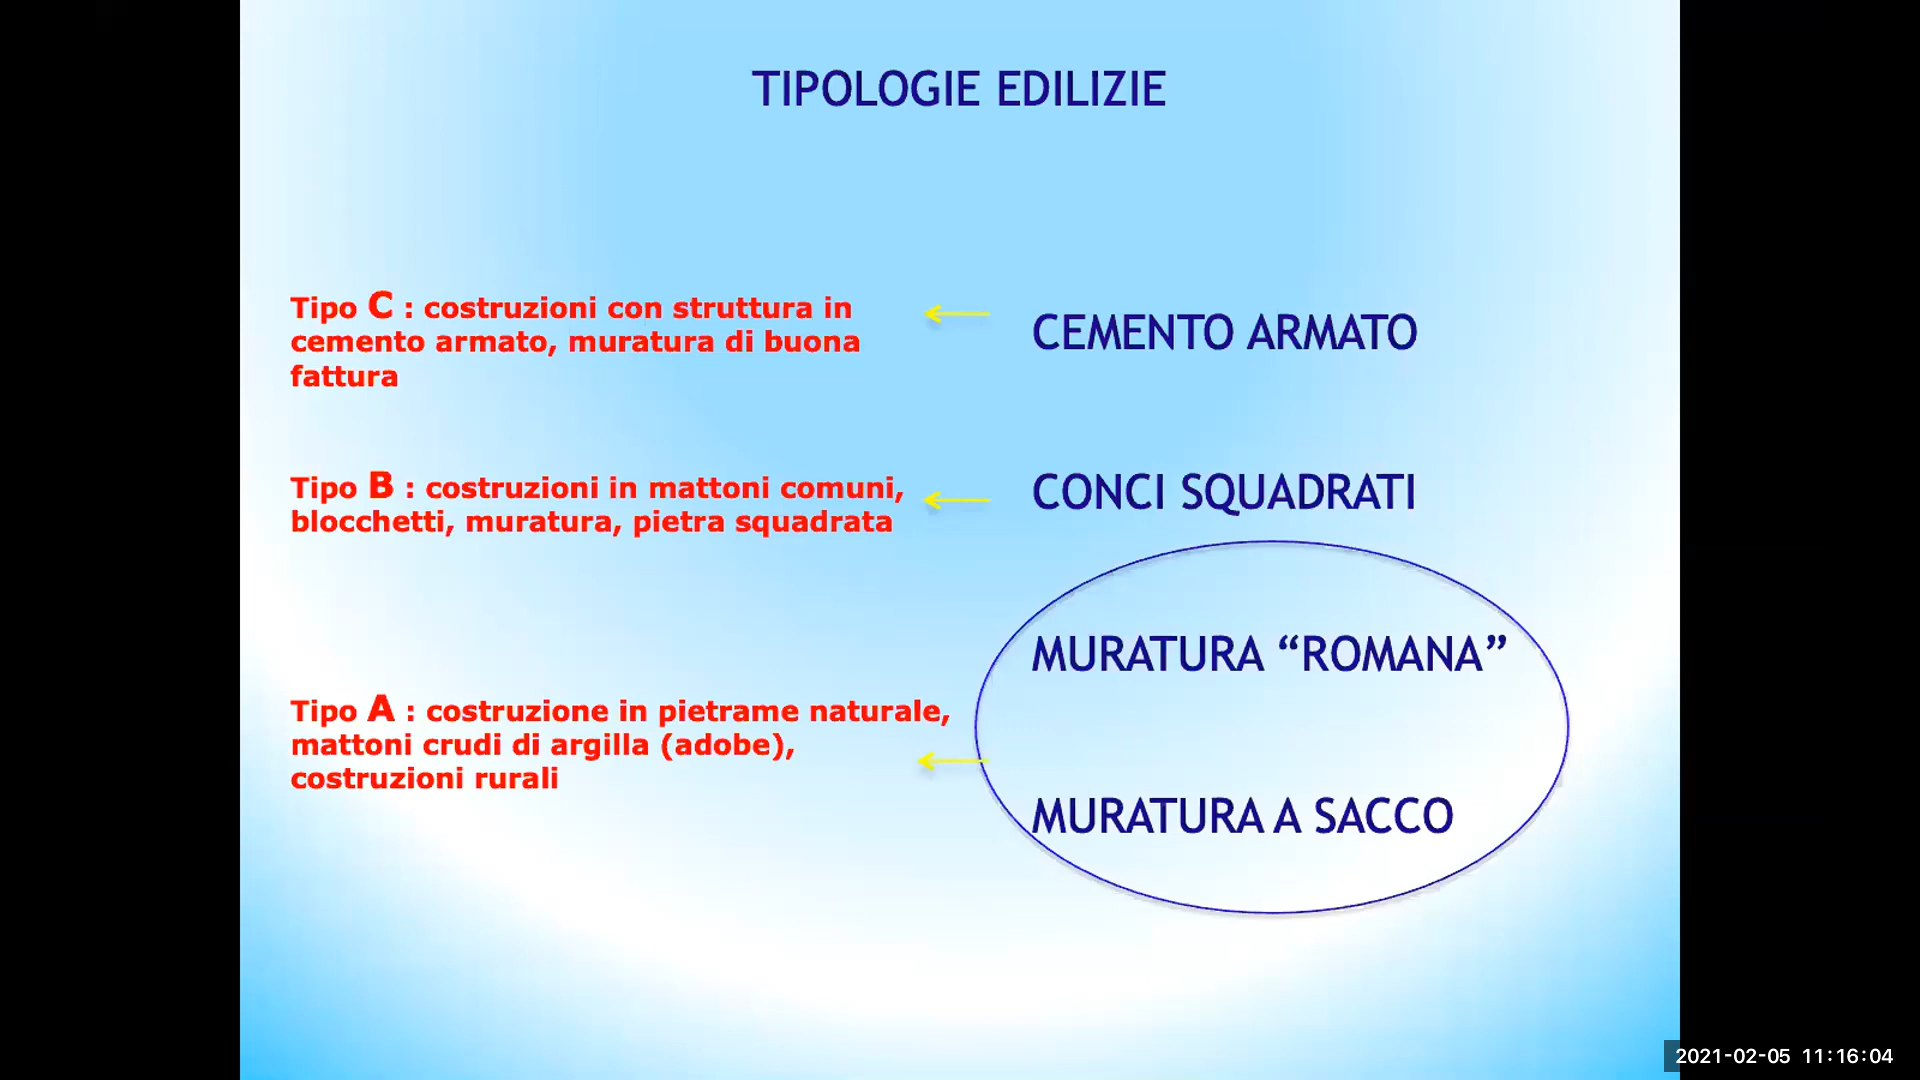 TIPOLOGIE EDILIZIE
Tipo C : costruzioni con struttura in
cemento armato, muratura di buona
fattura
CEMENTO ARMATO
Tipo B : costruzioni in mattoni comuni,
blocchetti, muratura, pietra squadrata
CONCI SQUADRATI
MURATURA “ROMANA”
Tipo A : costruzione in pietrame naturale,
mattoni crudi di argilla (adobe),
costruzioni rurali
MURATURA A SACCO
2021-02-05 11:16:04